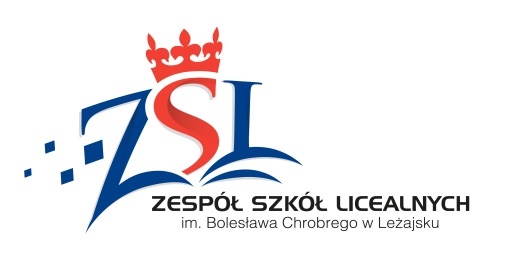 ZSL
ZESPÓŁ SZKÓŁ LICEALNYCH
im. Bolesława Chrobrego w Leżajsku